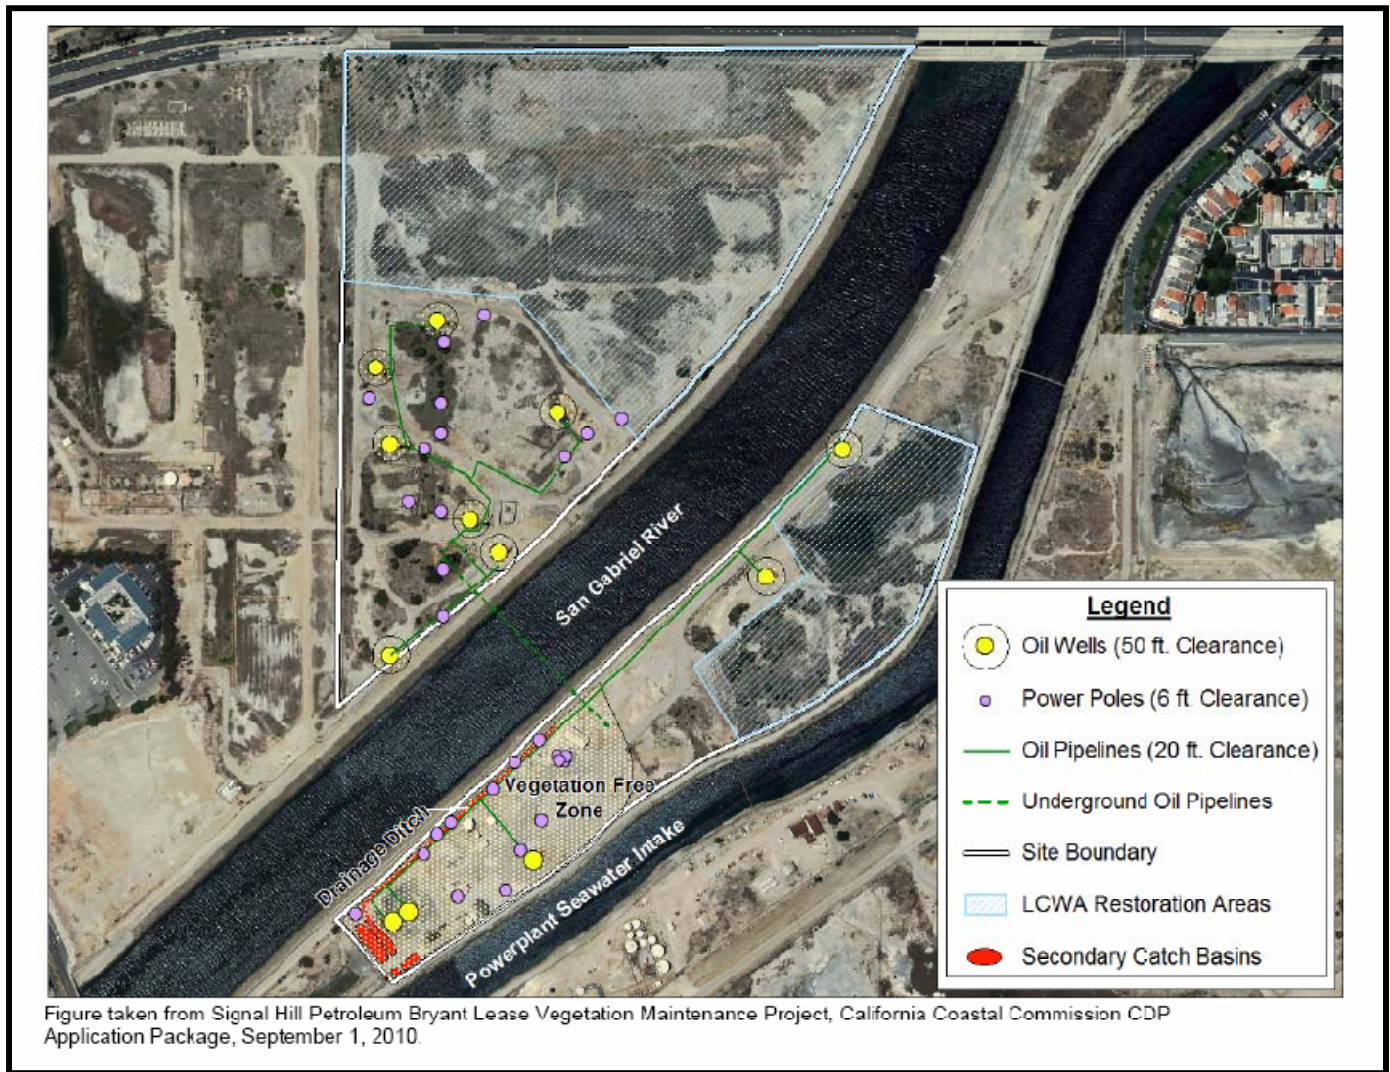 San Gabriel River
Vegetation Free
Zone
Drainage Ditch
Powerplant Seawater Intake
Legend
Oil Wells (50 ft. Clearance)
Power Poles (6 ft. Clearance)
Oil Pipelines (20 ft. Clearance)
Underground Oil Pipelines
Site Boundary
LCWA Restoration Areas
Secondary Catch Basins
Figure taken from Signal Hill Petroleum Bryant Lease Vegetation Maintenance Project, California Coastal Commission CDP
Application Package, September 1, 2010.